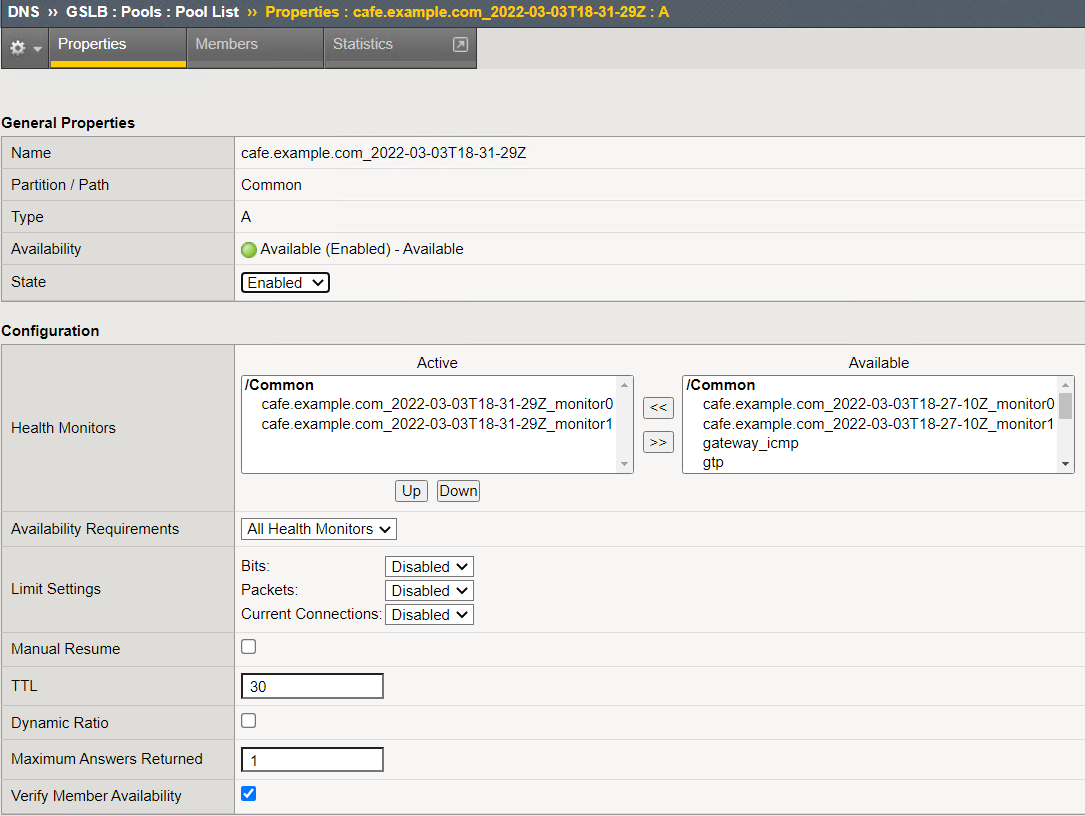 DNS ›› GSLB : Pools : Pool List ›› Properties : cafe.example.com_2022-03-03T18-31-29Z : A
Properties Members Statistics
General Properties
Name cafe.example.com_2022-03-03T18-31-29Z
Partition / Path Common
Type A
Availability Available (Enabled) - Available
State Enabled
Configuration
Active Available
/Common /Common
cafe.example.com_2022-03-03T18-31-29Z_monitor0 << cafe.example.com_2022-03-03T18-27-10Z_monitor0
Health Monitors cafe.example.com_2022-03-03T18-31-29Z_monitor1 cafe.example.com_2022-03-03T18-27-10Z_monitor1
>> gateway_icmp
gtp
Up Down
Availability Requirements All Health Monitors
Bits: Disabled
Limit Settings Packets: Disabled
Current Connections: Disabled
Manual Resume
TTL 30
Dynamic Ratio
Maximum Answers Returned 1
Verify Member Availability